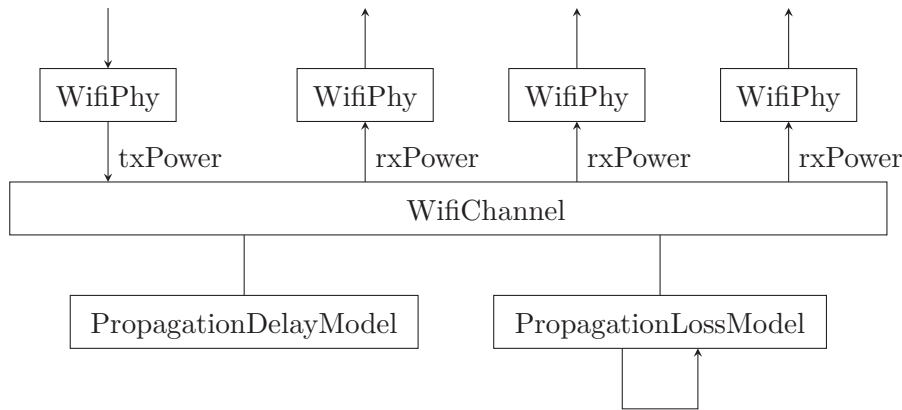 WifiPhy WifiPhy WifiPhy WifiPhy
txPower rxPower rxPower rxPower
WifiChannel
PropagationDelayModel PropagationLossModel